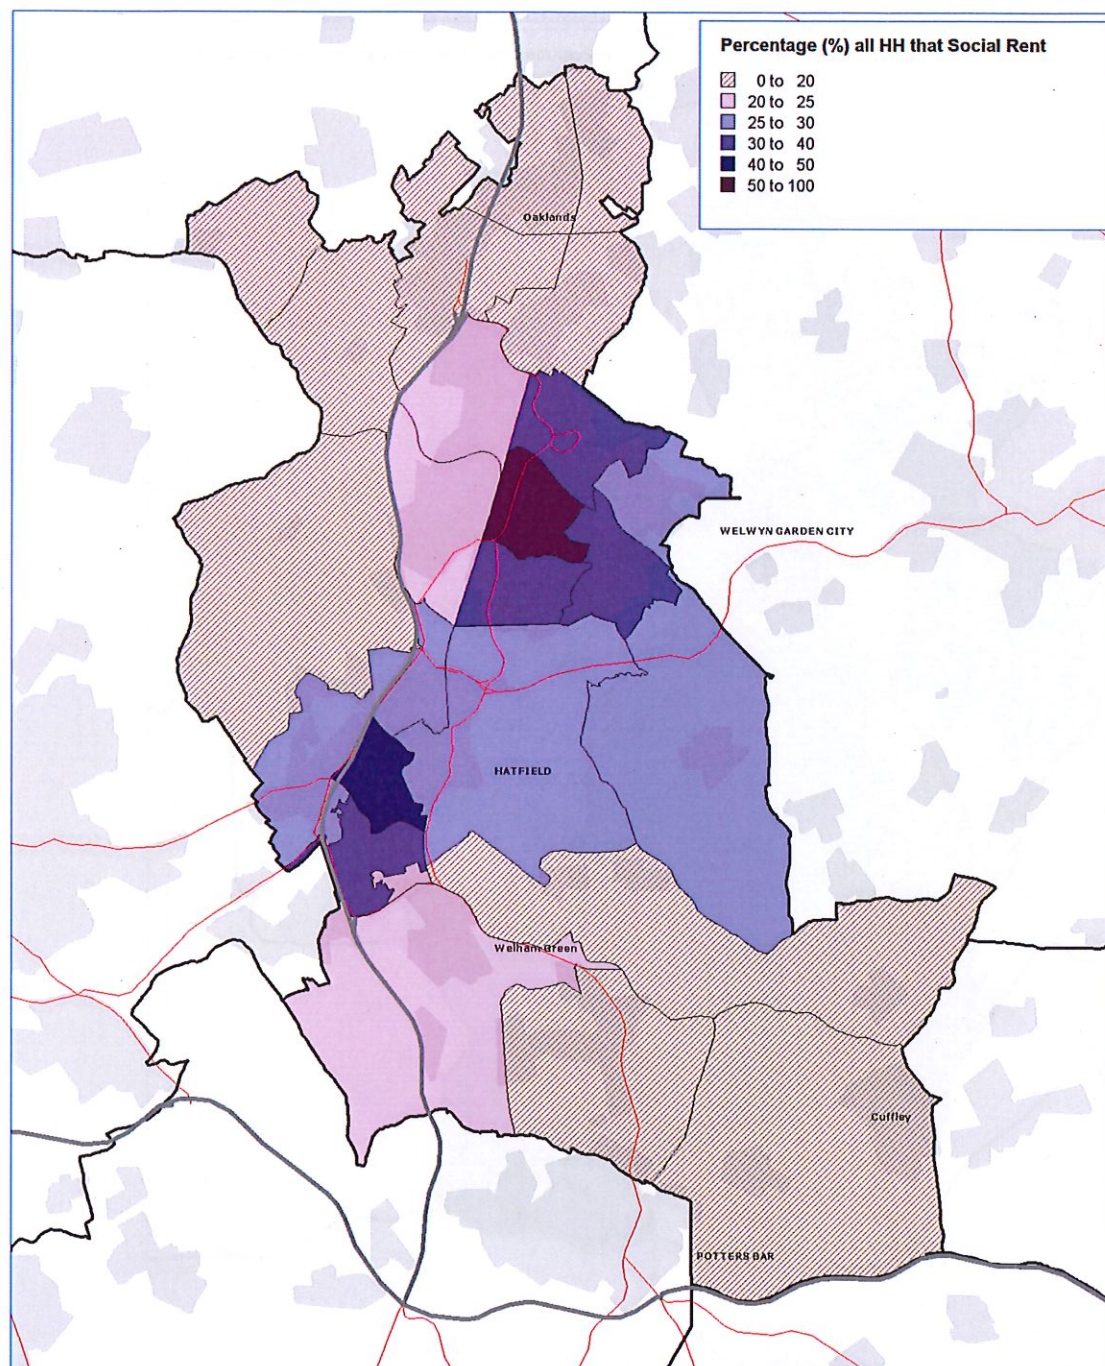 Percentage (%) all HH that Social Rent
0 to 20
20 to 25
25 to 30
30 to 40
40 to 50
50 to 100
Oaklands
WELWYN GARDEN CITY
HATFIELD
Welham Green
Cuffley
POTTERS BAR